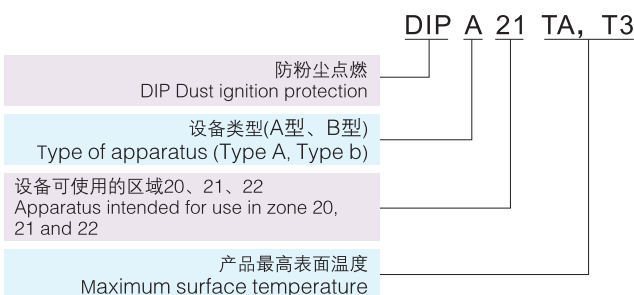 DIP A 21 TA, T3
防粉尘点燃
DIP Dust ignition protection
设备类型(A型、B型)
Type of apparatus (Type A, Type b)
设备可使用的区域20、21、22
Apparatus intended for use in zone 20,
21 and 22
产品最高表面温度
Maximum surface temperature